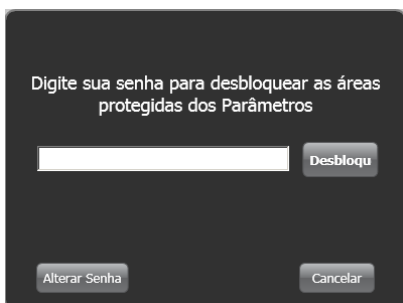 Digite sua senha para desbloquear as áreas
protegidas dos Parâmetros
Desbloqu
Alterar Senha
Cancelar